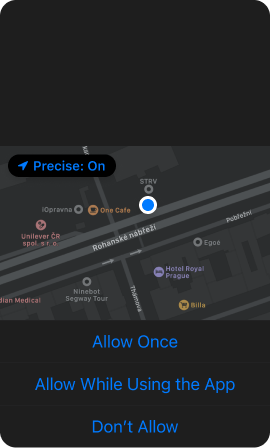 Precise: On
STRV
IOpravna
One Cafe
Unilever ČR
spol. s r. o.
Rohanské nábřeží
Pobřežní
Egoé
Hotel Royal
Prague
Ninebot
Segway Tour
Thámova
dian Medical
Billa
Allow Once
Allow While Using the App
Don't Allow